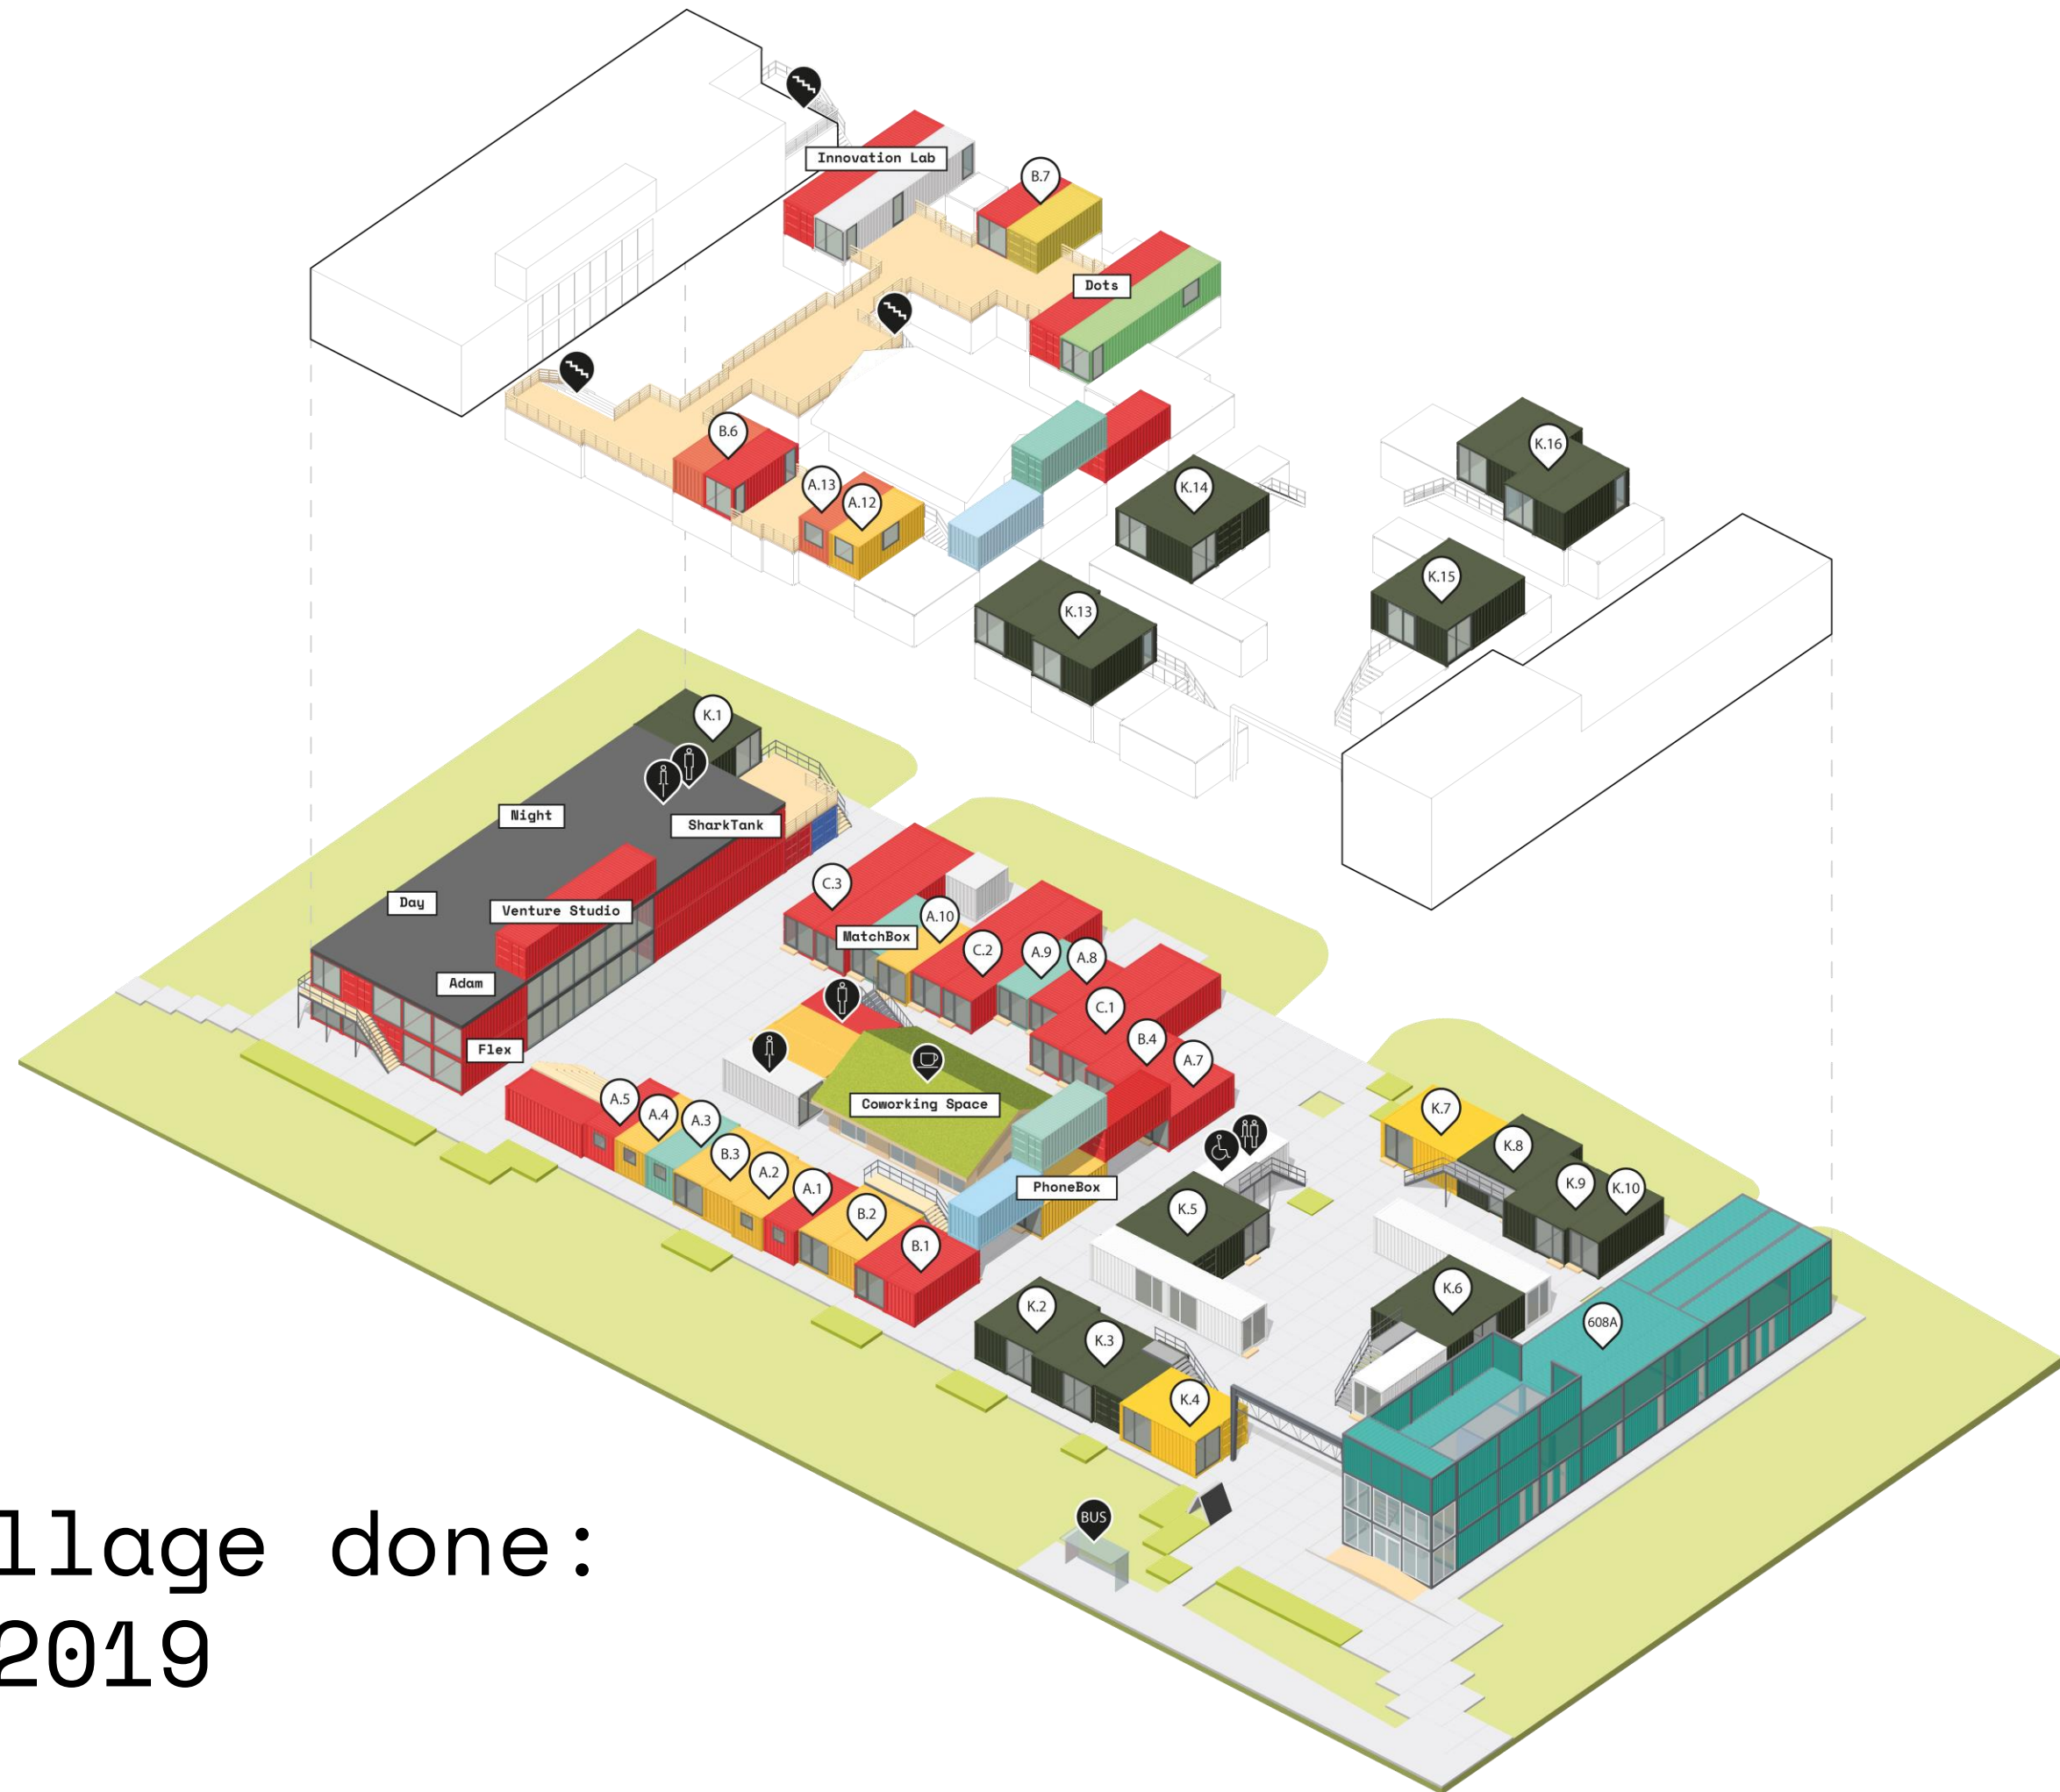 Innovation Lab
B.7
Dots
B.6
A.13
A.12
K.14
K.16
K.15
K.13
K.1
Night
SharkTank
Day
Venture Studio
Adam
Flex
C.3
A.10
MatchBox
C.2
A.9
A.8
C.1
B.4
A.7
Coworking Space
A.5
A.4
A.3
B.3
A.2
A.1
B.2
B.1
PhoneBox
K.7
K.8
K.9
K.10
K.5
K.6
608A
K.2
K.3
K.4
BUS
llage done:
2019